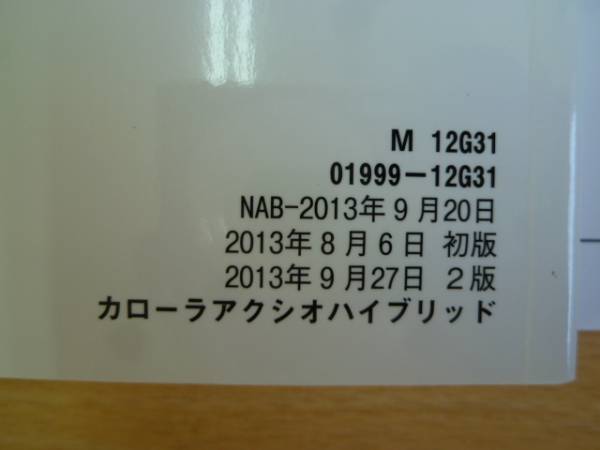 M 12G31
01999-12G31
NAB-2013年9月20日
2013年8月6日 初版
2013年9月27日 2版
カローラアクシオハイブリッド